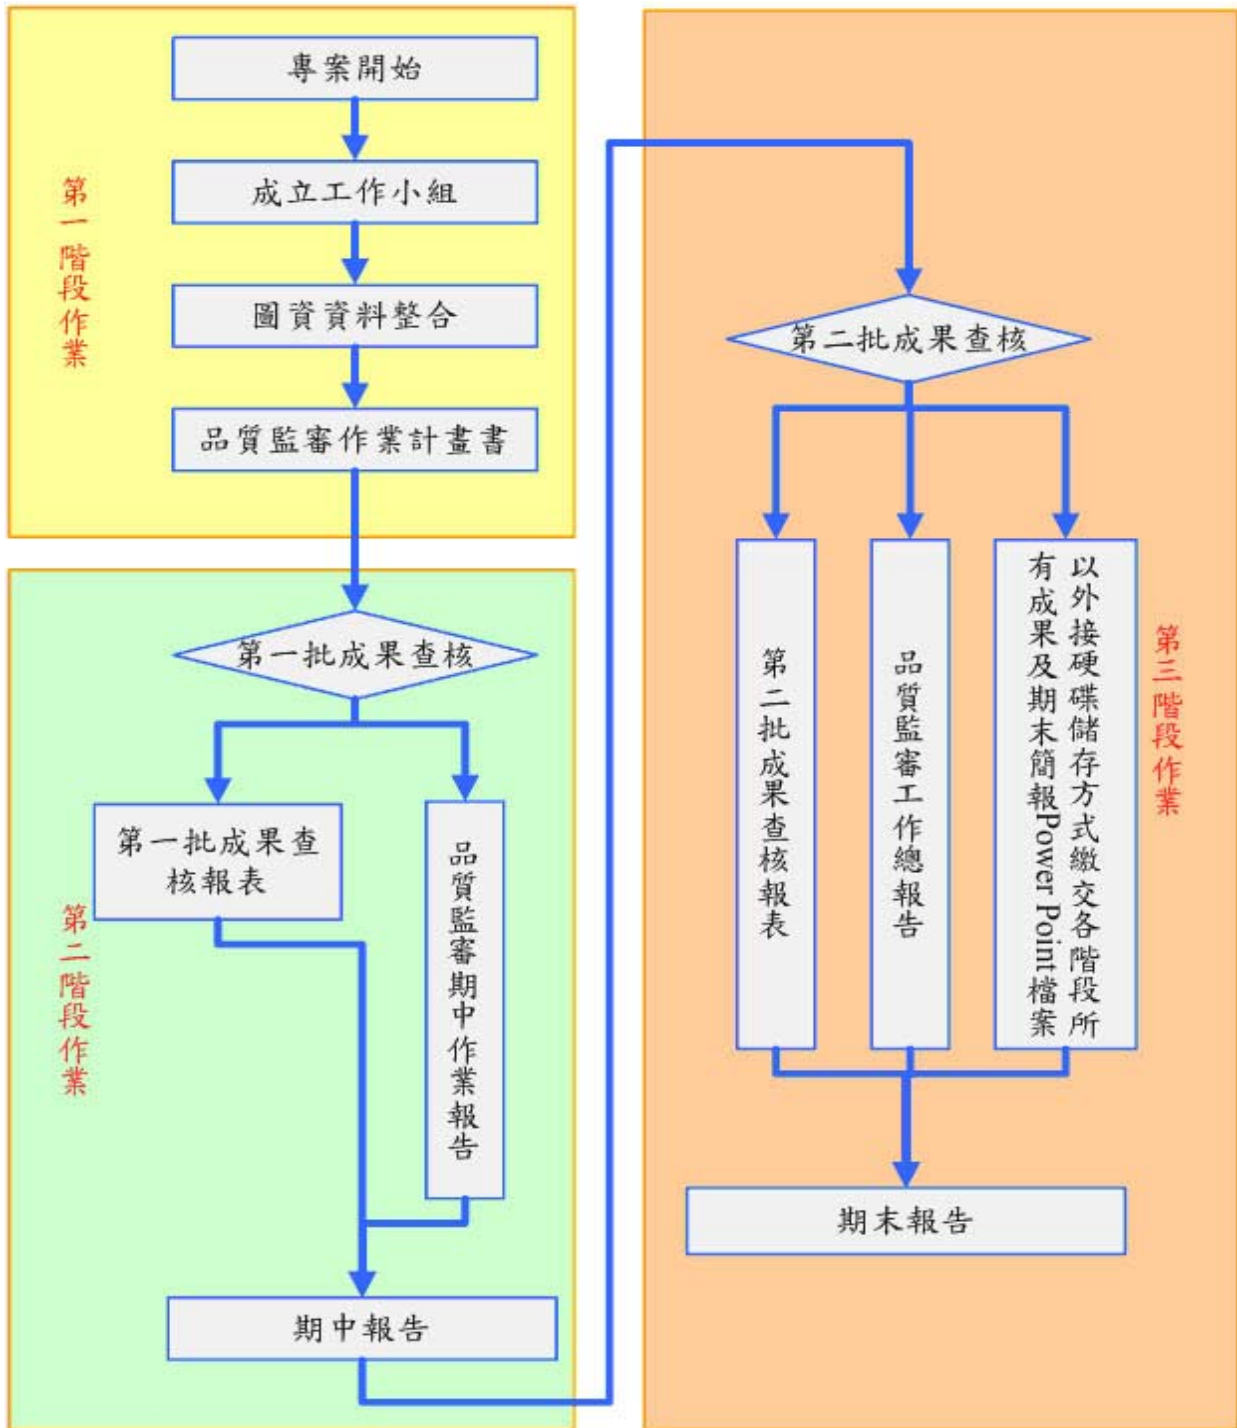 第一階段作業
專案開始
成立工作小組
圖資資料整合
品質監審作業計畫書
第二階段作業
第一批成果查核
第一批成果查
核報表
品質監審期中作業報告
期中報告
第三階段作業
第二批成果查核
第二批成果查核報表
品質監審工作總報告
以外接硬碟儲存方式繳交各階段所
有成果及期末簡報Power Point檔案
期末報告